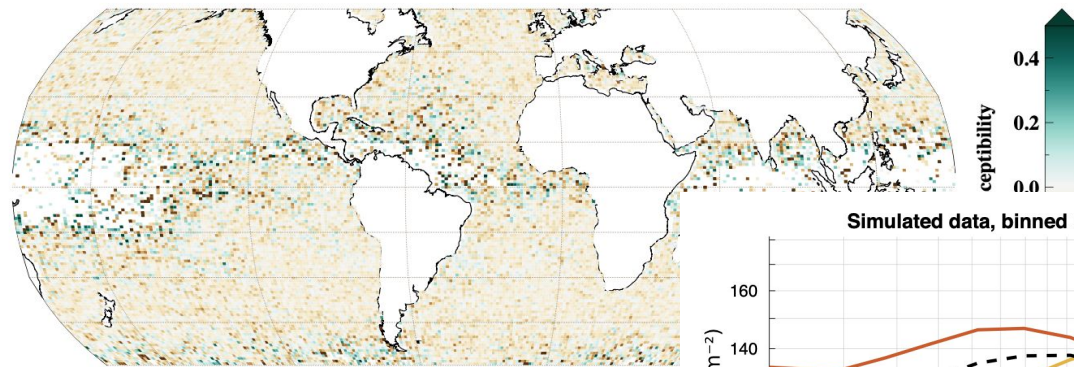 0.4
0.2
ceptibility
0.0
Simulated data, binned
160
140
m⁻²)